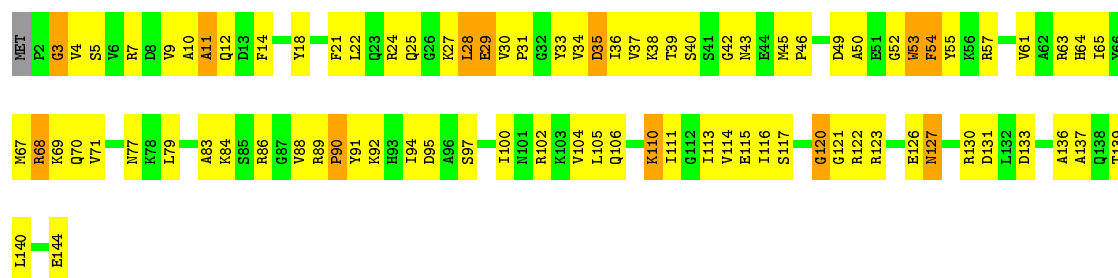 MET P2 G3 V4 S5 V6 R7 D8 V9 A10 A11 Q12 D13 F14 Y18 F21 L22 Q23 R24 Q25 G26 K27 L28 E29 V30 P31 G32 Y33 V34 D35 I36 V37 K38 T39 S40 S41 G42 N43 E44 M45 P46 D49 A50 E51 G52 W53 F54 Y55 K56 R57 V61 A62 R63 H64 I65 Y66
M67 R68 K69 Q70 V71 N77 K78 L79 A83 K84 S85 R86 G87 V88 R89 P90 Y91 K92 H93 I94 D95 A96 S97 I100 N101 R102 K103 V104 L105 Q106 K110 I111 G112 I113 V114 E115 I116 S117 G120 G121 R122 R123 E126 N127 R130 D131 L132 D133 A136 A137 Q138 T139
L140 E144